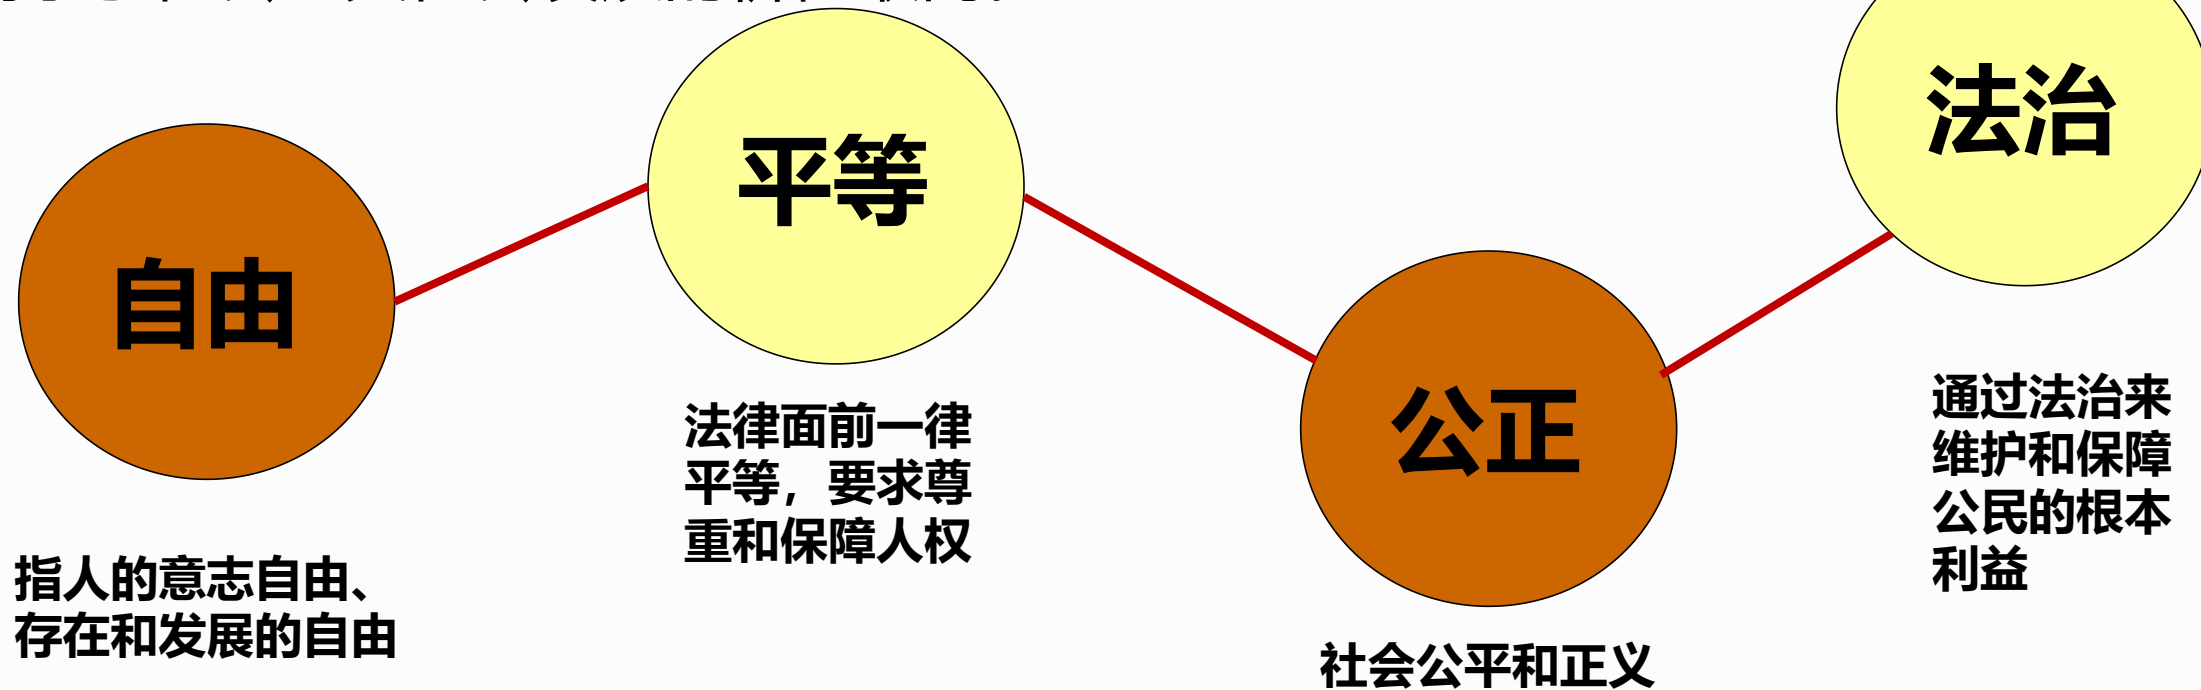 自由
指人的意志自由、
存在和发展的自由
平等
法律面前一律
平等，要求尊
重和保障人权
公正
社会公平和正义
法治
通过法治来
维护和保障
公民的根本
利益